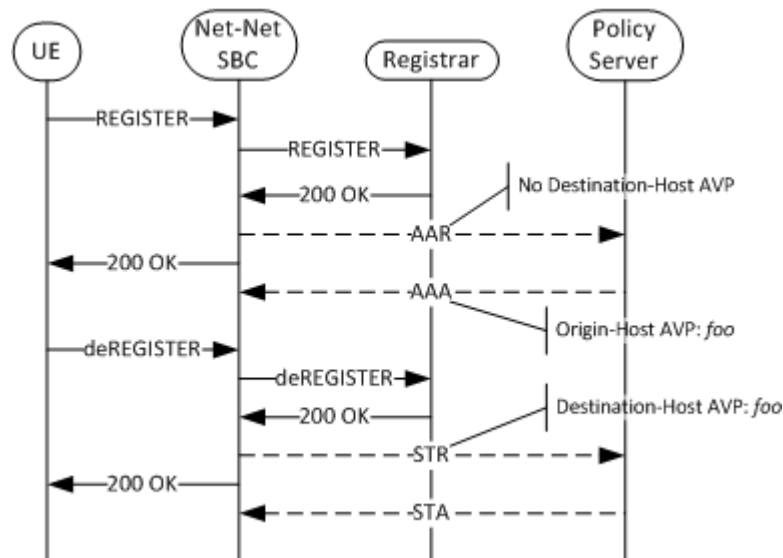 UE
Net-Net
SBC
Registrar
Policy
Server
REGISTER
REGISTER
200 OK
No Destination-Host AVP
AAR
200 OK
AAA
Origin-Host AVP: foo
deREGISTER
deREGISTER
200 OK
Destination-Host AVP: foo
STR
200 OK
STA